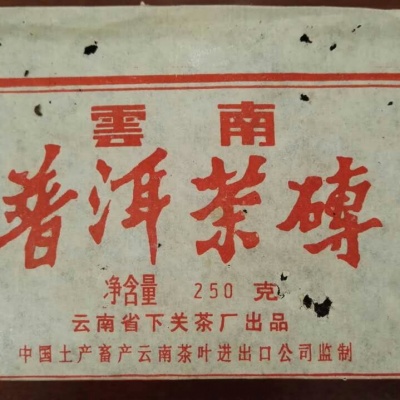 雲南
普洱茶磚
净含量 250 克
云南省下关茶厂出品
中国土产畜产云南茶叶进出口公司监制